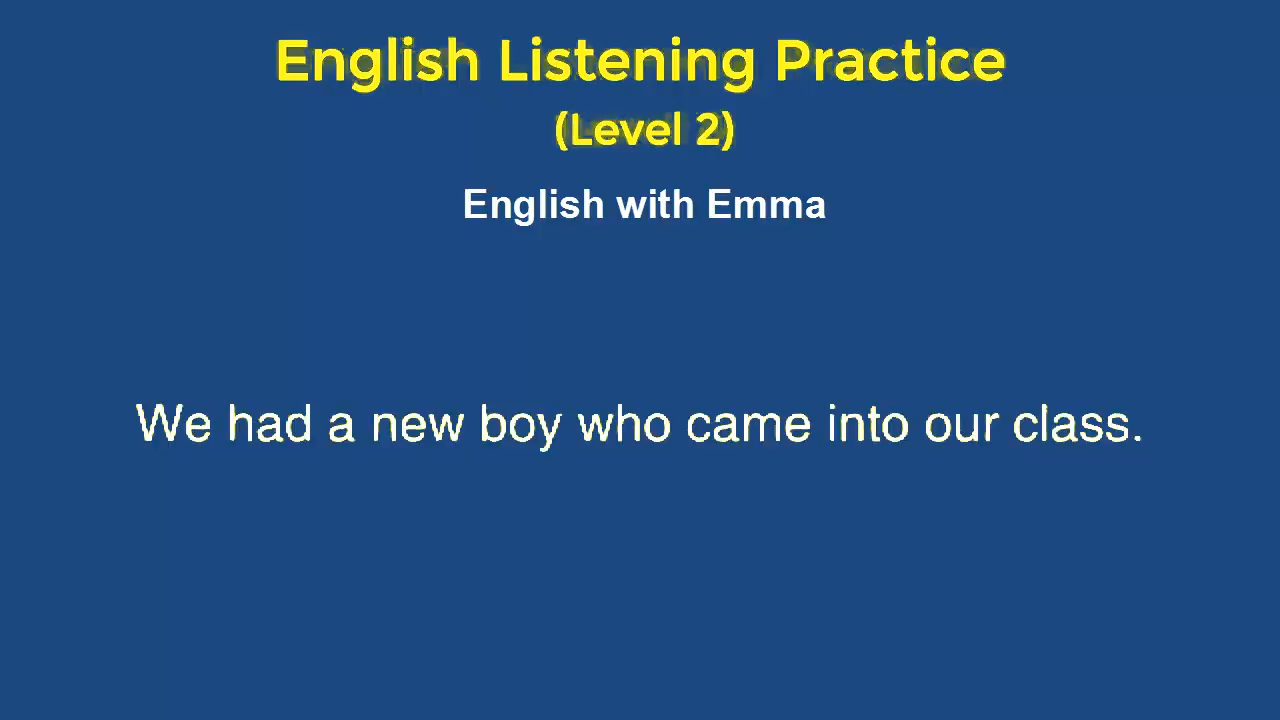 English Listening Practice
(Level 2)
English with Emma
We had a new boy who came into our class.